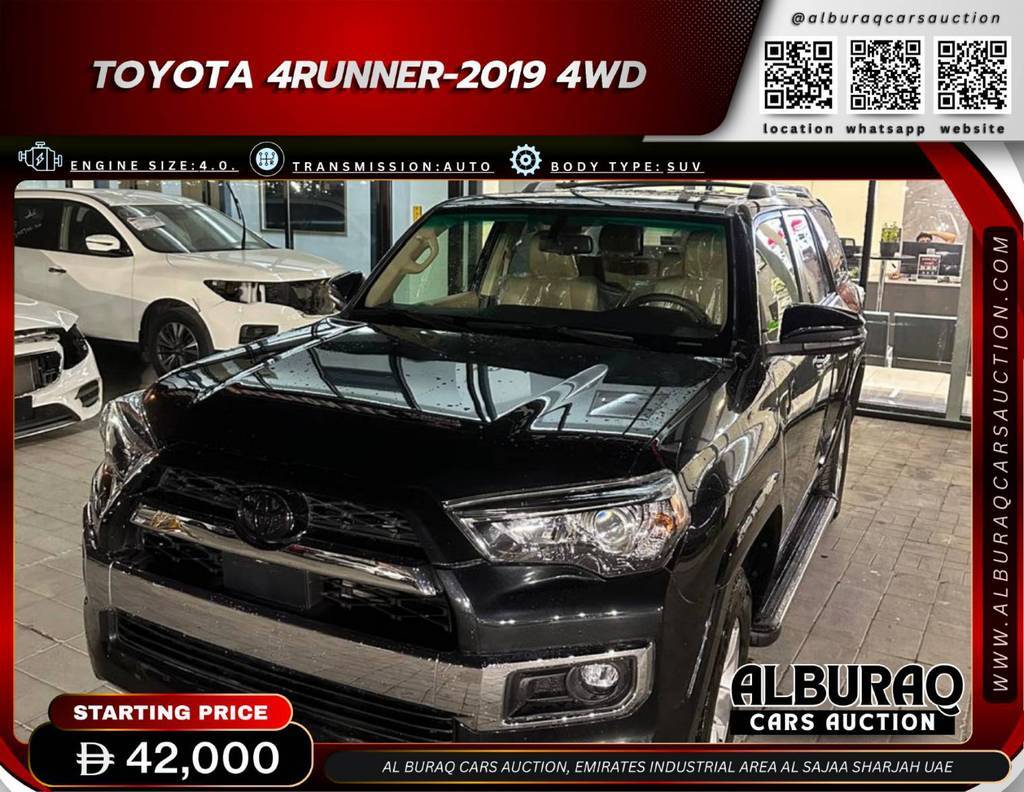 @alburaqcarsauction
TOYOTA 4RUNNER-2019 4WD
location whatsapp website
ENGINE SIZE:4.0.
TRANSMISSION:AUTO
BODY TYPE: SUV
WWW.ALBURAQCARSAUCTION.COM
ALBURAQ
CARS AUCTION
STARTING PRICE
42,000
AL BURAQ CARS AUCTION, EMIRATES INDUSTRIAL AREA AL SAJAA SHARJAH UAE